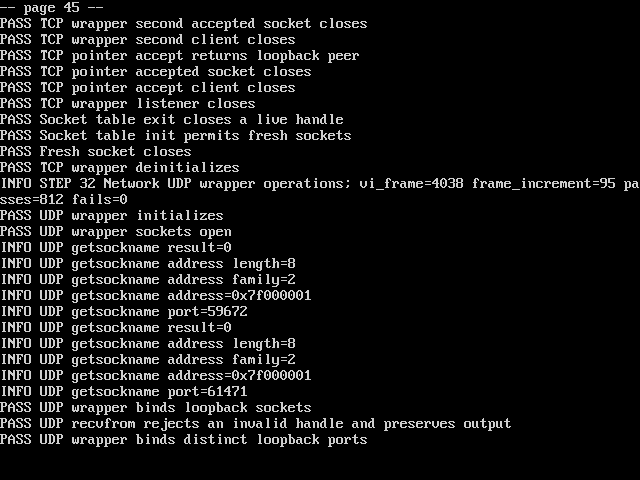 -- page 45 --
PASS TCP wrapper second accepted socket closes
PASS TCP wrapper second client closes
PASS TCP pointer accept returns loopback peer
PASS TCP pointer accepted socket closes
PASS TCP pointer accept client closes
PASS TCP wrapper listener closes
PASS Socket table exit closes a live handle
PASS Socket table init permits fresh sockets
PASS Fresh socket closes
PASS TCP wrapper deinitializes
INFO STEP 32 Network UDP wrapper operations; vi_frame=4038 frame_increment=95 pa
sses=812 fails=0
PASS UDP wrapper initializes
PASS UDP wrapper sockets open
INFO UDP getsockname result=0
INFO UDP getsockname address length=8
INFO UDP getsockname address family=2
INFO UDP getsockname address=0x7f000001
INFO UDP getsockname port=59672
INFO UDP getsockname result=0
INFO UDP getsockname address length=8
INFO UDP getsockname address family=2
INFO UDP getsockname address=0x7f000001
INFO UDP getsockname port=61471
PASS UDP wrapper binds loopback sockets
PASS UDP recvfrom rejects an invalid handle and preserves output
PASS UDP wrapper binds distinct loopback ports